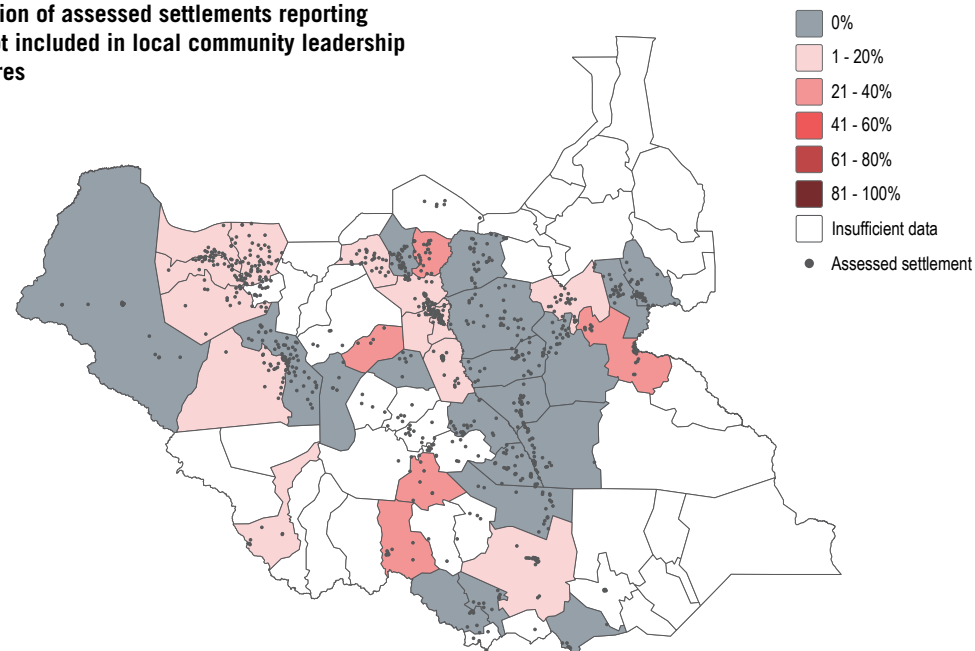 ion of assessed settlements reporting
t included in local community leadership
res
0%
1 - 20%
21 - 40%
41 - 60%
61 - 80%
81 - 100%
Insufficient data
Assessed settlement